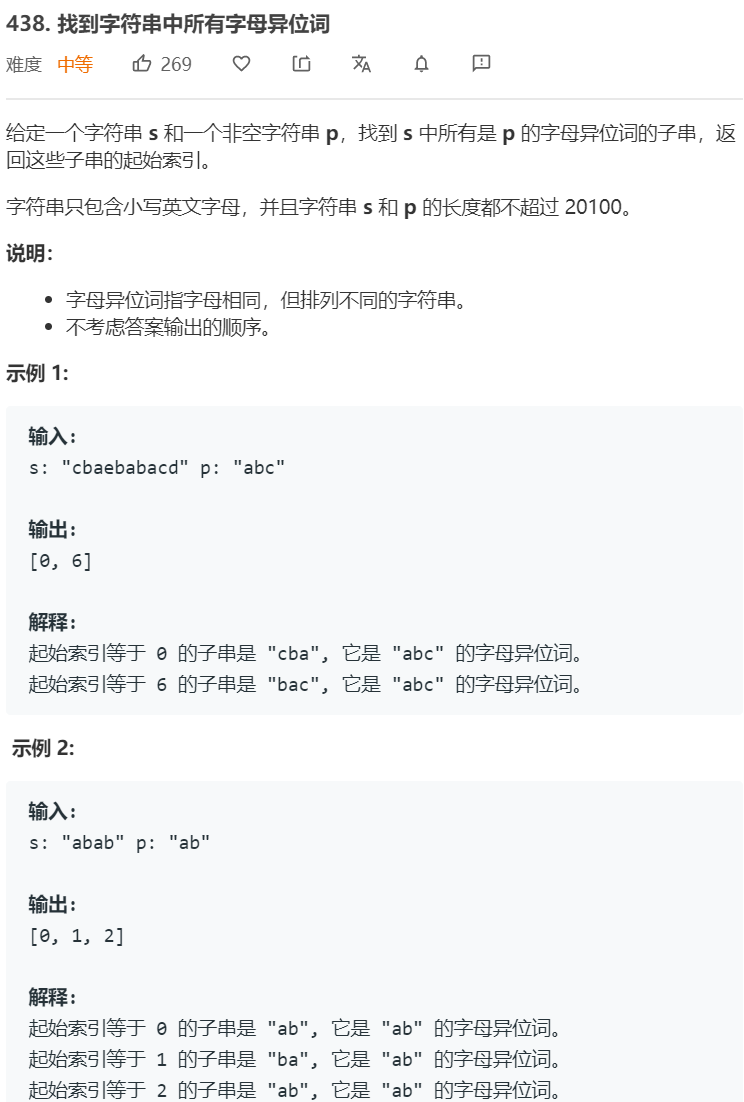 438. 找到字符串中所有字母异位词
难度 中等 269
给定一个字符串 s 和一个非空字符串 p，找到 s 中所有是 p 的字母异位词的子串，返
回这些子串的起始索引。
字符串只包含小写英文字母，并且字符串 s 和 p 的长度都不超过 20100。
说明：
• 字母异位词指字母相同，但排列不同的字符串。
• 不考虑答案输出的顺序。
示例 1:
输入：
s: "cbaebabacd" p: "abc"
输出：
[0, 6]
解释：
起始索引等于 0 的子串是 "cba", 它是 "abc" 的字母异位词。
起始索引等于 6 的子串是 "bac", 它是 "abc" 的字母异位词。
示例 2:
输入：
s: "abab" p: "ab"
输出：
[0, 1, 2]
解释：
起始索引等于 0 的子串是 "ab", 它是 "ab" 的字母异位词。
起始索引等于 1 的子串是 "ba", 它是 "ab" 的字母异位词。
起始索引等于 2 的子串是 "ab", 它是 "ab" 的字母异位词。